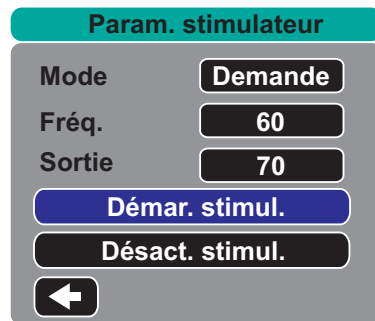 Param. stimulateur
Mode Demande
Fréq. 60
Sortie 70
Démar. stimul.
Désact. stimul.